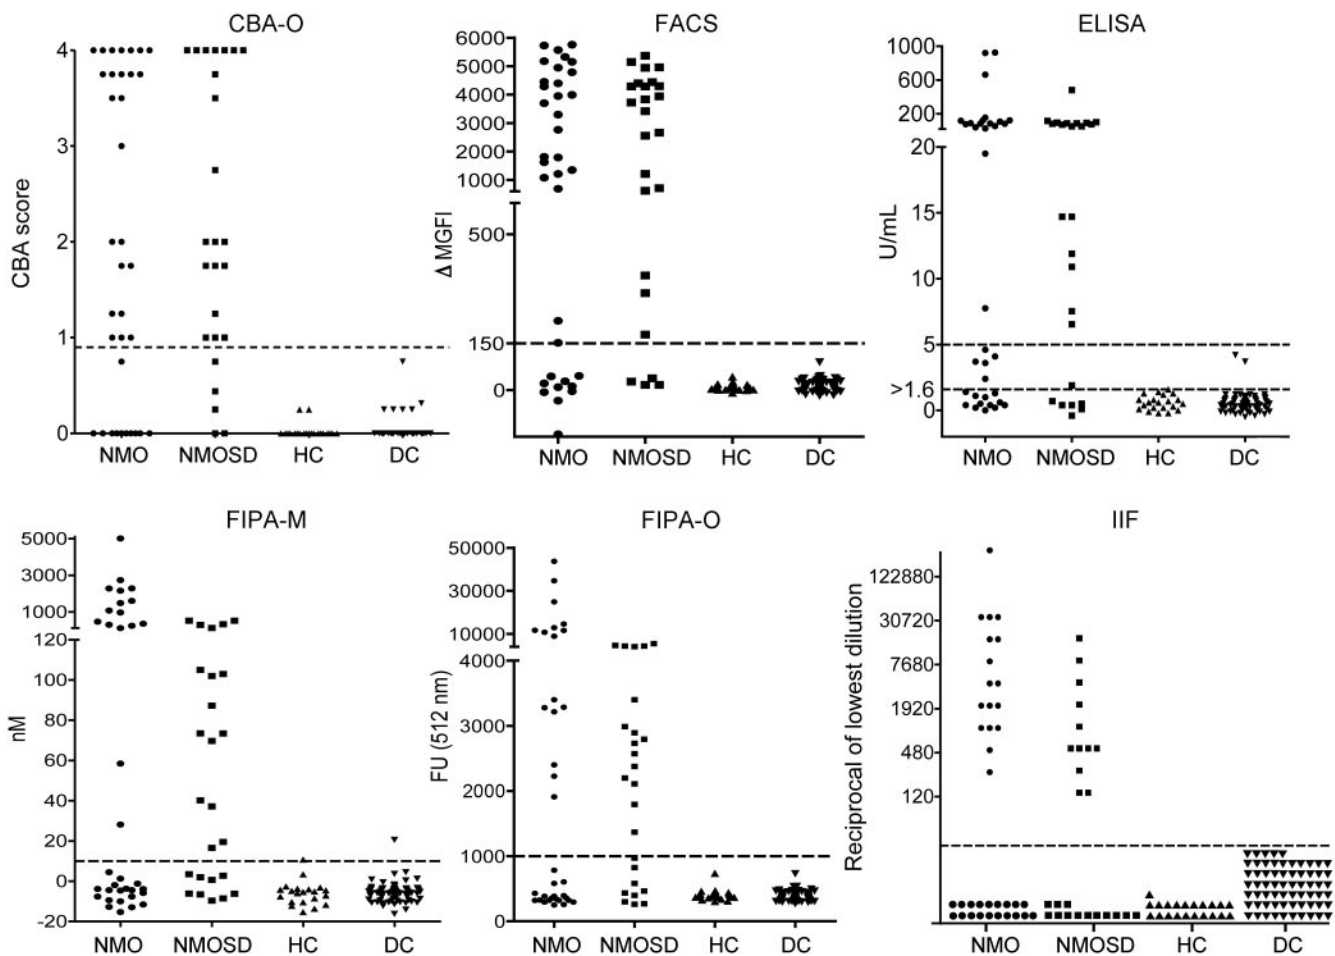 CBA-O
CBA score
4
3
2
1
0
NMO NMOSD HC DC
FACS
Δ MGFI
6000
5000
4000
3000
2000
1000
500
150
0
NMO NMOSD HC DC
ELISA
U/mL
1000
600
200
20
15
10
5
>1.6
0
NMO NMOSD HC DC
FIPA-M
nM
5000
3000
1000
120
100
80
60
40
20
0
-20
NMO NMOSD HC DC
FIPA-O
FU (512 nm)
50000
30000
10000
4000
3000
2000
1000
0
NMO NMOSD HC DC
IIF
Reciprocal of lowest dilution
122880
30720
7680
1920
480
120
NMO NMOSD HC DC